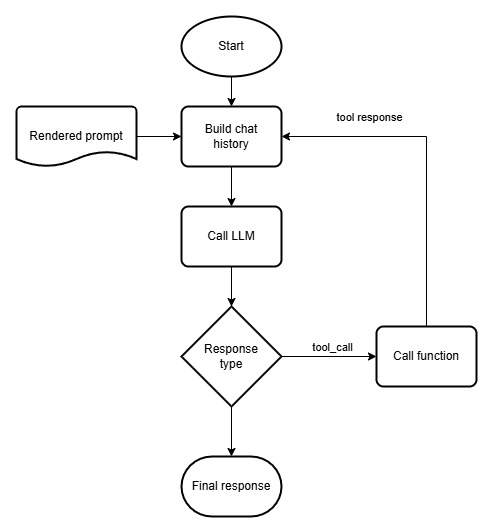 Start
Rendered prompt
Build chat
history
tool response
Call LLM
Response
type
tool_call
Call function
Final response